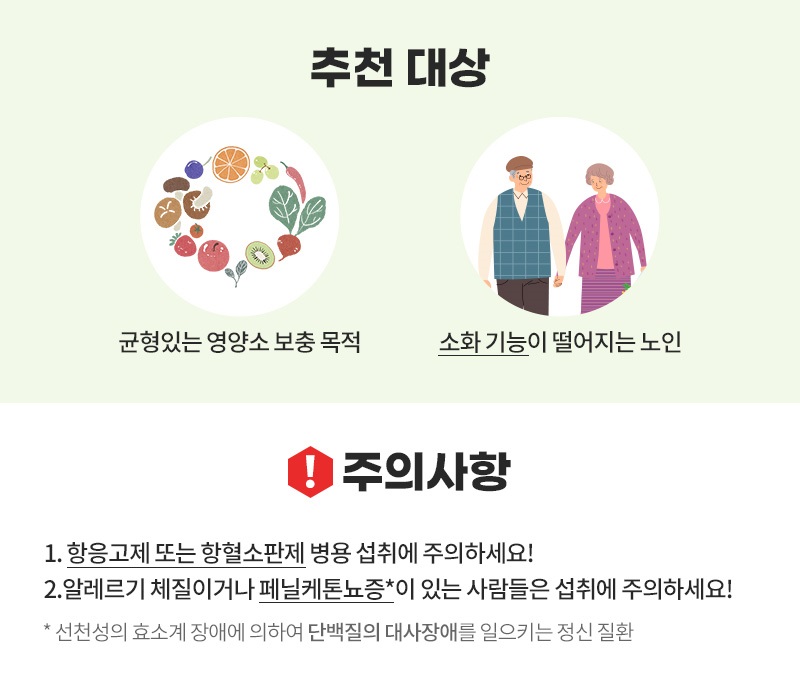 추천 대상
균형있는 영양소 보충 목적
소화 기능이 떨어지는 노인
! 주의사항
1. 항응고제 또는 항혈소판제 병용 섭취에 주의하세요!
2.알레르기 체질이거나 페닐케톤뇨증*이 있는 사람들은 섭취에 주의하세요!
* 선천성의 효소계 장애에 의하여 단백질의 대사장애를 일으키는 정신 질환